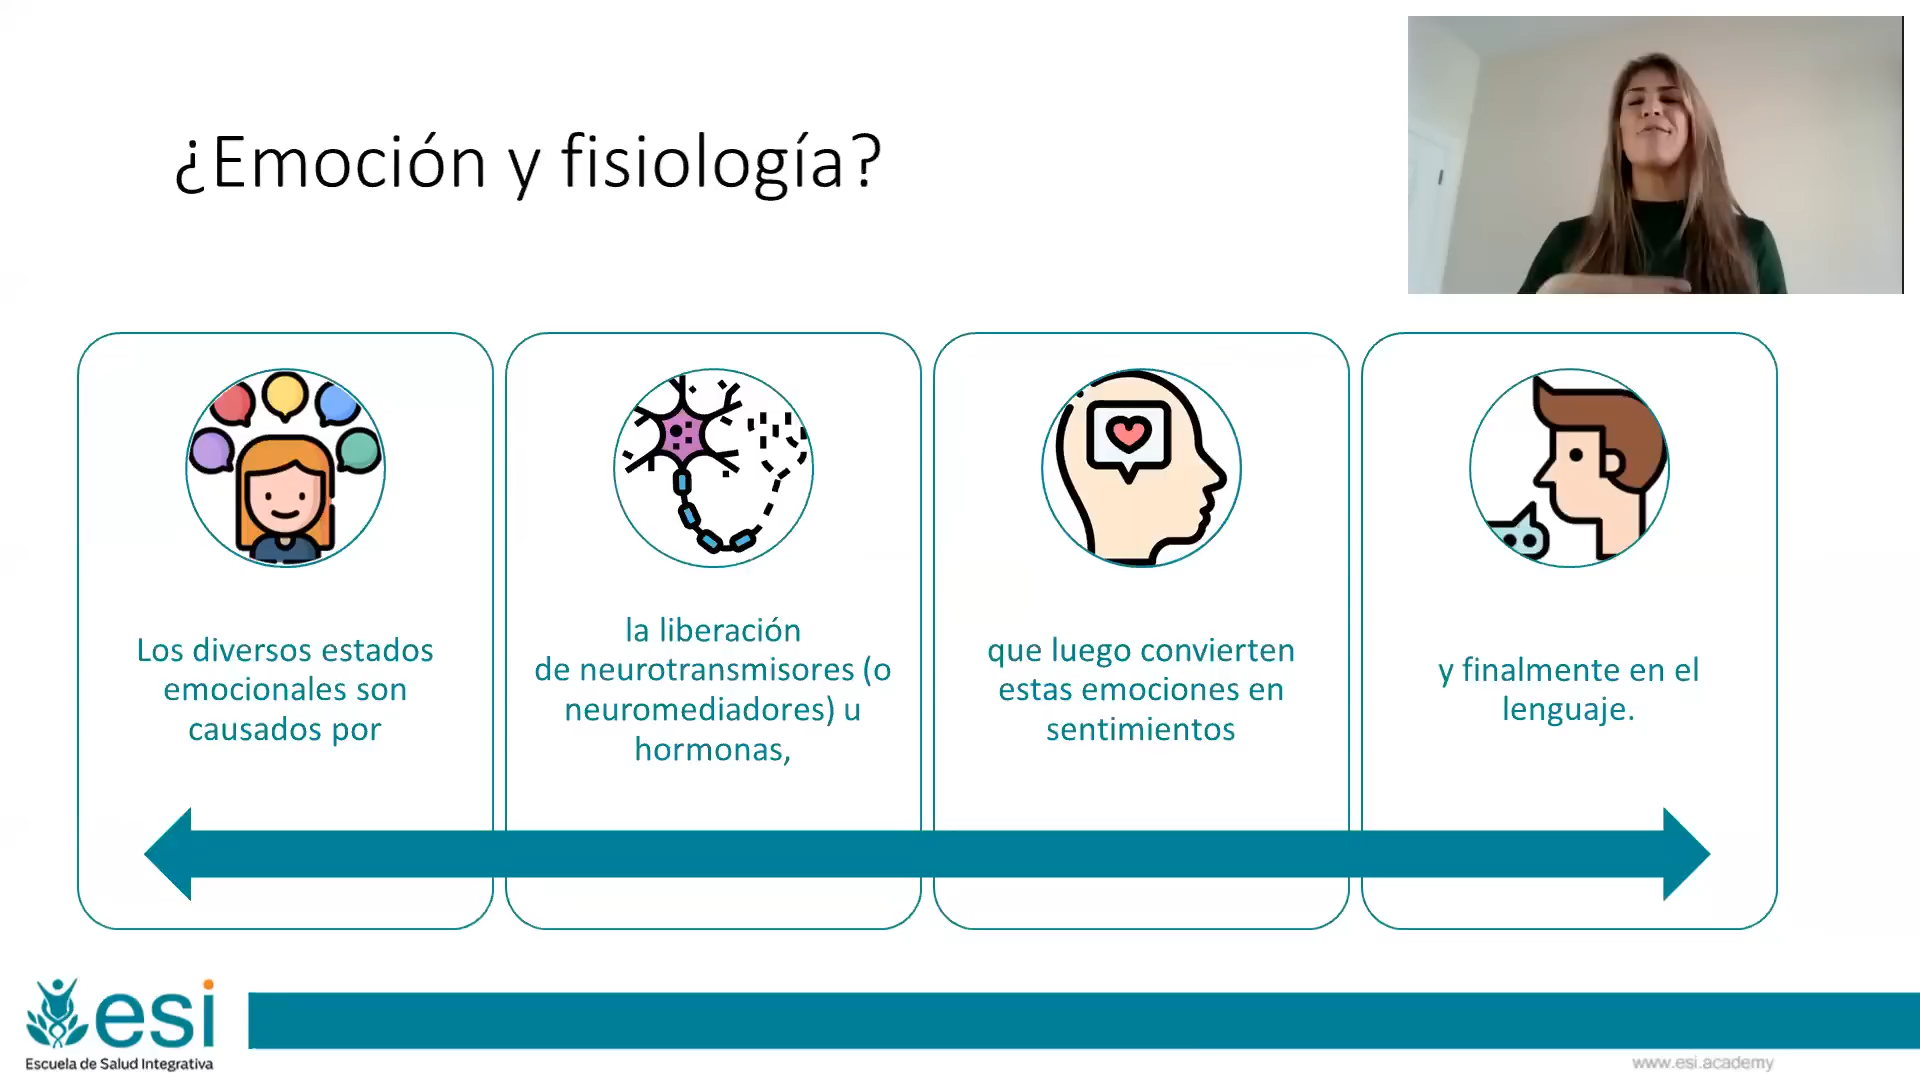 ¿Emoción y fisiología?
Los diversos estados
emocionales son
causados por
la liberación
de neurotransmisores (o
neuromediadores) u
hormonas,
que luego convierten
estas emociones en
sentimientos
y finalmente en el
lenguaje.
esi
Escuela de Salud Integrativa
www.esi.academy